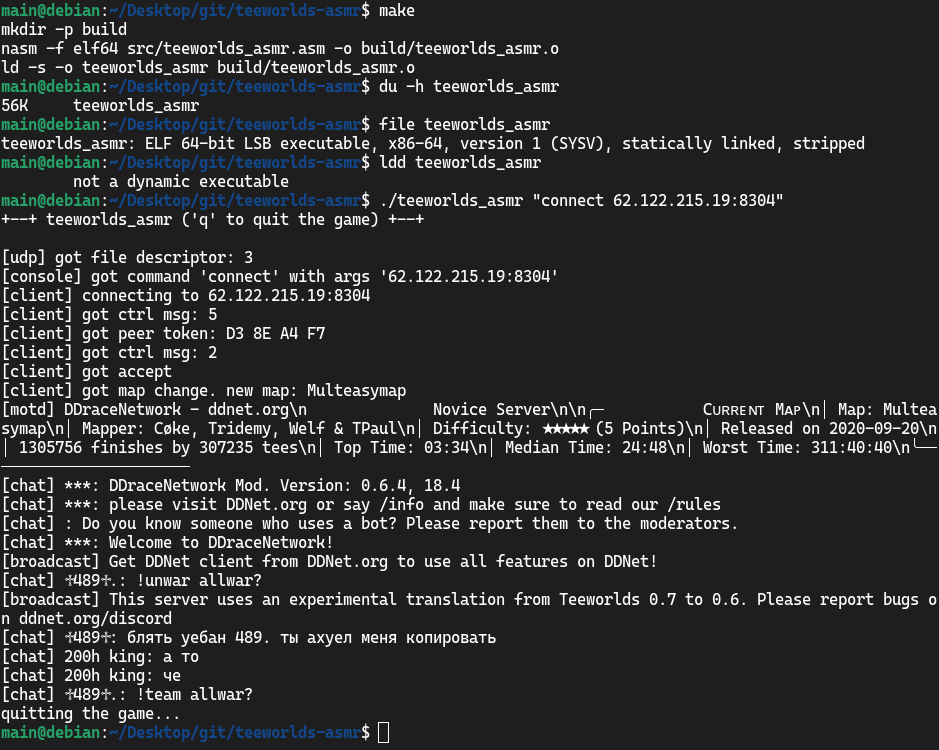 main@debian:~/Desktop/git/teeworlds-asmr$ make
mkdir -p build
nasm -f elf64 src/teeworlds_asmr.asm -o build/teeworlds_asmr.o
ld -s -o teeworlds_asmr build/teeworlds_asmr.o
main@debian:~/Desktop/git/teeworlds-asmr$ du -h teeworlds_asmr
56K     teeworlds_asmr
main@debian:~/Desktop/git/teeworlds-asmr$ file teeworlds_asmr
teeworlds_asmr: ELF 64-bit LSB executable, x86-64, version 1 (SYSV), statically linked, stripped
main@debian:~/Desktop/git/teeworlds-asmr$ ldd teeworlds_asmr
        not a dynamic executable
main@debian:~/Desktop/git/teeworlds-asmr$ ./teeworlds_asmr "connect 62.122.215.19:8304"
+--+ teeworlds_asmr ('q' to quit the game) +--+
[udp] got file descriptor: 3
[console] got command 'connect' with args '62.122.215.19:8304'
[client] connecting to 62.122.215.19:8304
[client] got ctrl msg: 5
[client] got peer token: D3 8E A4 F7
[client] got ctrl msg: 2
[client] got accept
[client] got map change. new map: Multeasymap
[motd] DDraceNetwork - ddnet.org\n              Novice Server\n\n╭─           Cᴜʀʀᴇɴᴛ Mᴀᴘ\n│ Map: Multea
symap\n│ Mapper: Cøke, Tridemy, Welf & TPaul\n│ Difficulty: ★★★★★ (5 Points)\n│ Released on 2020-09-20\n
│ 1305756 finishes by 307235 tees\n│ Top Time: 03:34\n│ Median Time: 24:48\n│ Worst Time: 311:40:40\n╰──
─────────────────────
[chat] ***: DDraceNetwork Mod. Version: 0.6.4, 18.4
[chat] ***: please visit DDNet.org or say /info and make sure to read our /rules
[chat] : Do you know someone who uses a bot? Please report them to the moderators.
[chat] ***: Welcome to DDraceNetwork!
[broadcast] Get DDNet client from DDNet.org to use all features on DDNet!
[chat] ♱489♱.: !unwar allwar?
[broadcast] This server uses an experimental translation from Teeworlds 0.7 to 0.6. Please report bugs o
n ddnet.org/discord
[chat] ♱489♱: блять уебан 489. ты ахуел меня копировать
[chat] 200h king: а то
[chat] 200h king: че
[chat] ♱489♱.: !team allwar?
quitting the game...
main@debian:~/Desktop/git/teeworlds-asmr$